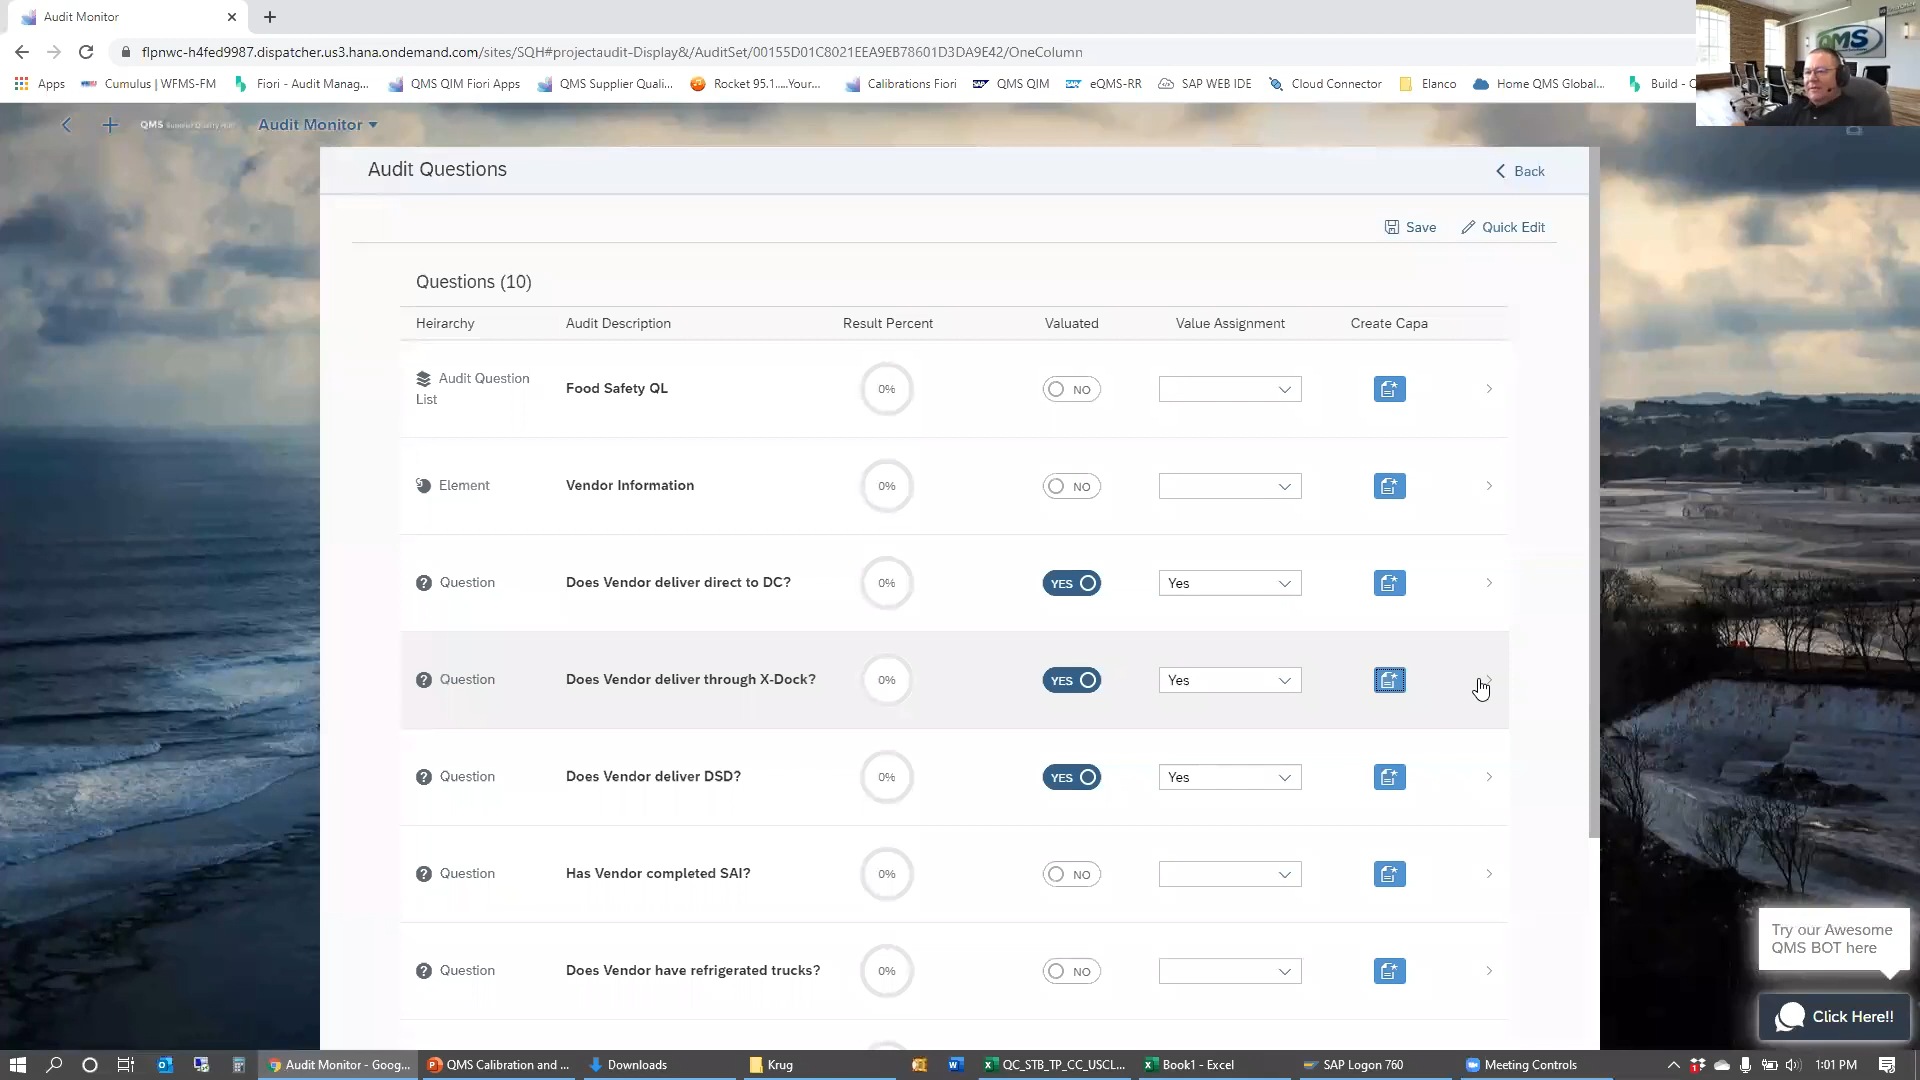 Audit Monitor
flpnwc-h4fed9987.dispatcher.us3.hana.ondemand.com/sites/SQH#projectaudit-Display&/AuditSet/00155D01C8021EEA9EB78601D3DA9E42/OneColumn
Apps Cumulus | WFMS-FM Fiori - Audit Manag... QMS QIM Fiori Apps QMS Supplier Quali... Rocket 95.1.....Your... Calibrations Fiori QMS QIM eQMS-RR SAP WEB IDE Cloud Connector Elanco Home QMS Global... Build - C
QMS
QMS Audit Monitor
Audit Questions
Back
Save Quick Edit
Questions (10)
Heirarchy Audit Description Result Percent Valuated Value Assignment Create Capa
Audit Question
List
Food Safety QL 0% NO
Element Vendor Information 0% NO
Question Does Vendor deliver direct to DC? 0% YES Yes
Question Does Vendor deliver through X-Dock? 0% YES Yes
Question Does Vendor deliver DSD? 0% YES Yes
Question Has Vendor completed SAI? 0% NO
Question Does Vendor have refrigerated trucks? 0% NO
Try our Awesome
QMS BOT here
Click Here!!
Audit Monitor - Goog... QMS Calibration and ... Downloads Krug QC_STB_TP_CC_USCL... Book1 - Excel SAP Logon 760 Meeting Controls 1:01 PM